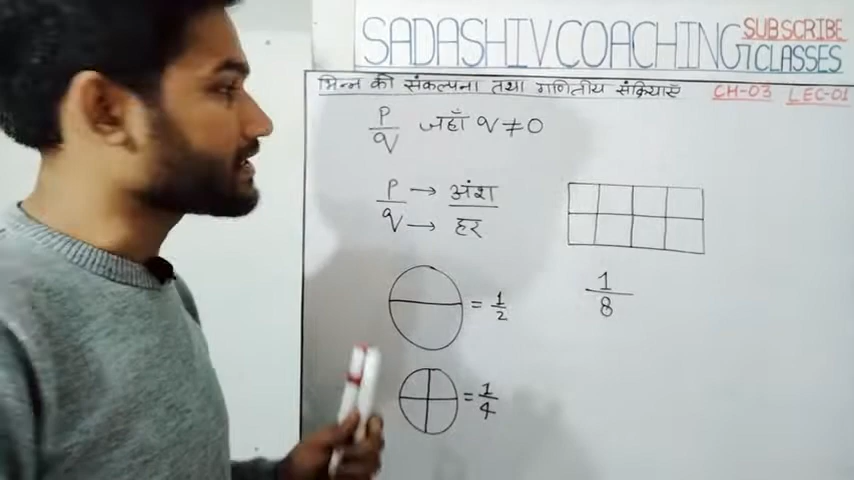 SADASHIV COACHING CLASSES
SUBSCRIBE
भिन्न की संकल्पना तथा गणितीय संक्रियाएँ CH-03 LEC-01
p/q जहाँ q ≠ 0
p → अंश
q → हर
= 1/2
1/8
= 1/4